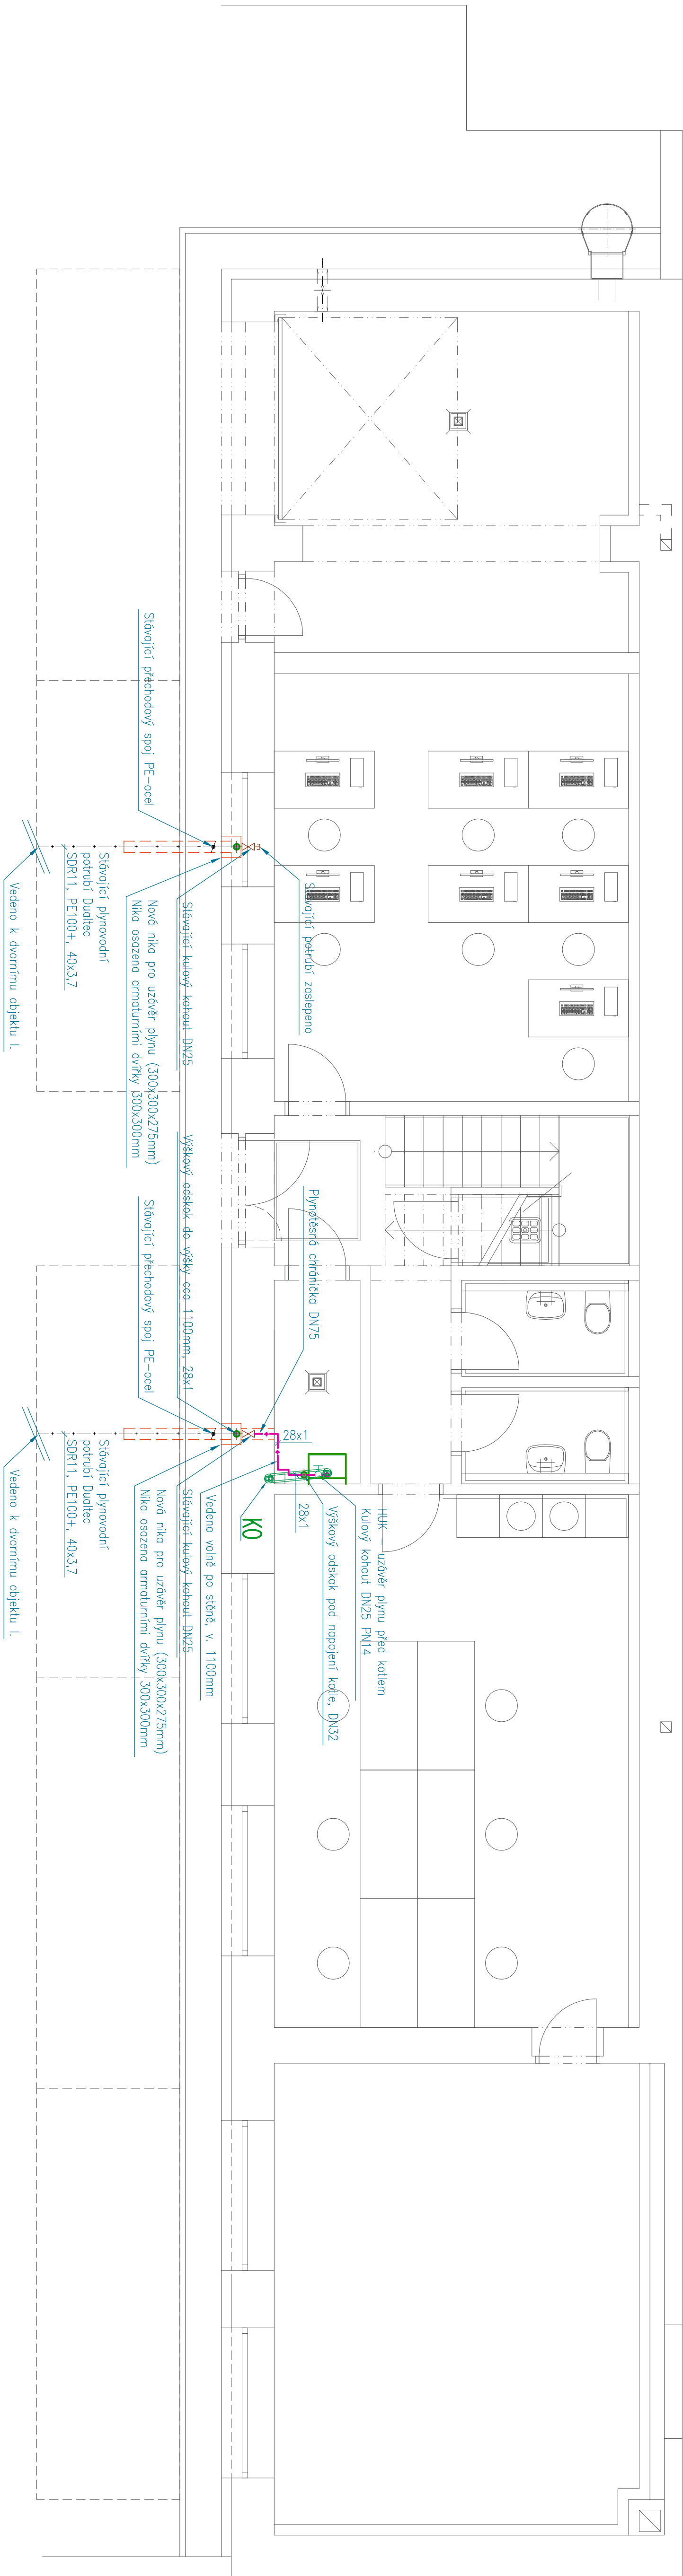 Stávající přechodový spoj PE-ocel
Stávající potrubí zaslepeno
Stávající kulový kohout DN25
Nová nika pro uzávěr plynu (300x300x275mm)
Nika osazena armaturními dvířky 300x300mm
Stávající plynovodní
potrubí Dualtec
SDR11, PE100+, 40x3,7
Vedeno k dvornímu objektu I.
Plynotěsná chránička DN75
Výškový odskok do výšky cca 1100mm, 28x1
Stávající přechodový spoj PE-ocel
28x1
28x1
KO
HUK - uzávěr plynu před kotlem
Kulový kohout DN25 PN14
Výškový odskok pod napojení kotle, DN32
Vedeno volně po stěně, v. 1100mm
Stávající kulový kohout DN25
Nová nika pro uzávěr plynu (300x300x275mm)
Nika osazena armaturními dvířky 300x300mm
Stávající plynovodní
potrubí Dualtec
SDR11, PE100+, 40x3,7
Vedeno k dvornímu objektu I.